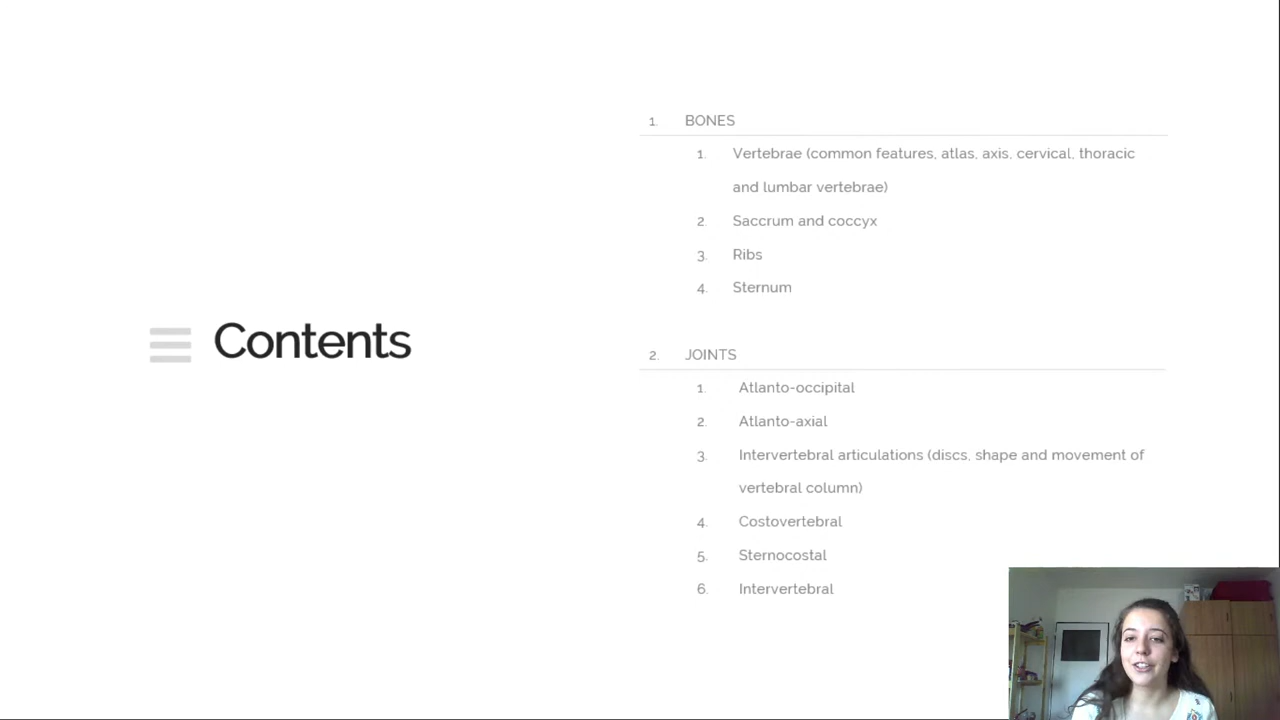 Contents
1. BONES
1. Vertebrae (common features, atlas, axis, cervical, thoracic
and lumbar vertebrae)
2. Saccrum and coccyx
3. Ribs
4. Sternum
2. JOINTS
1. Atlanto-occipital
2. Atlanto-axial
3. Intervertebral articulations (discs, shape and movement of
vertebral column)
4. Costovertebral
5. Sternocostal
6. Intervertebral